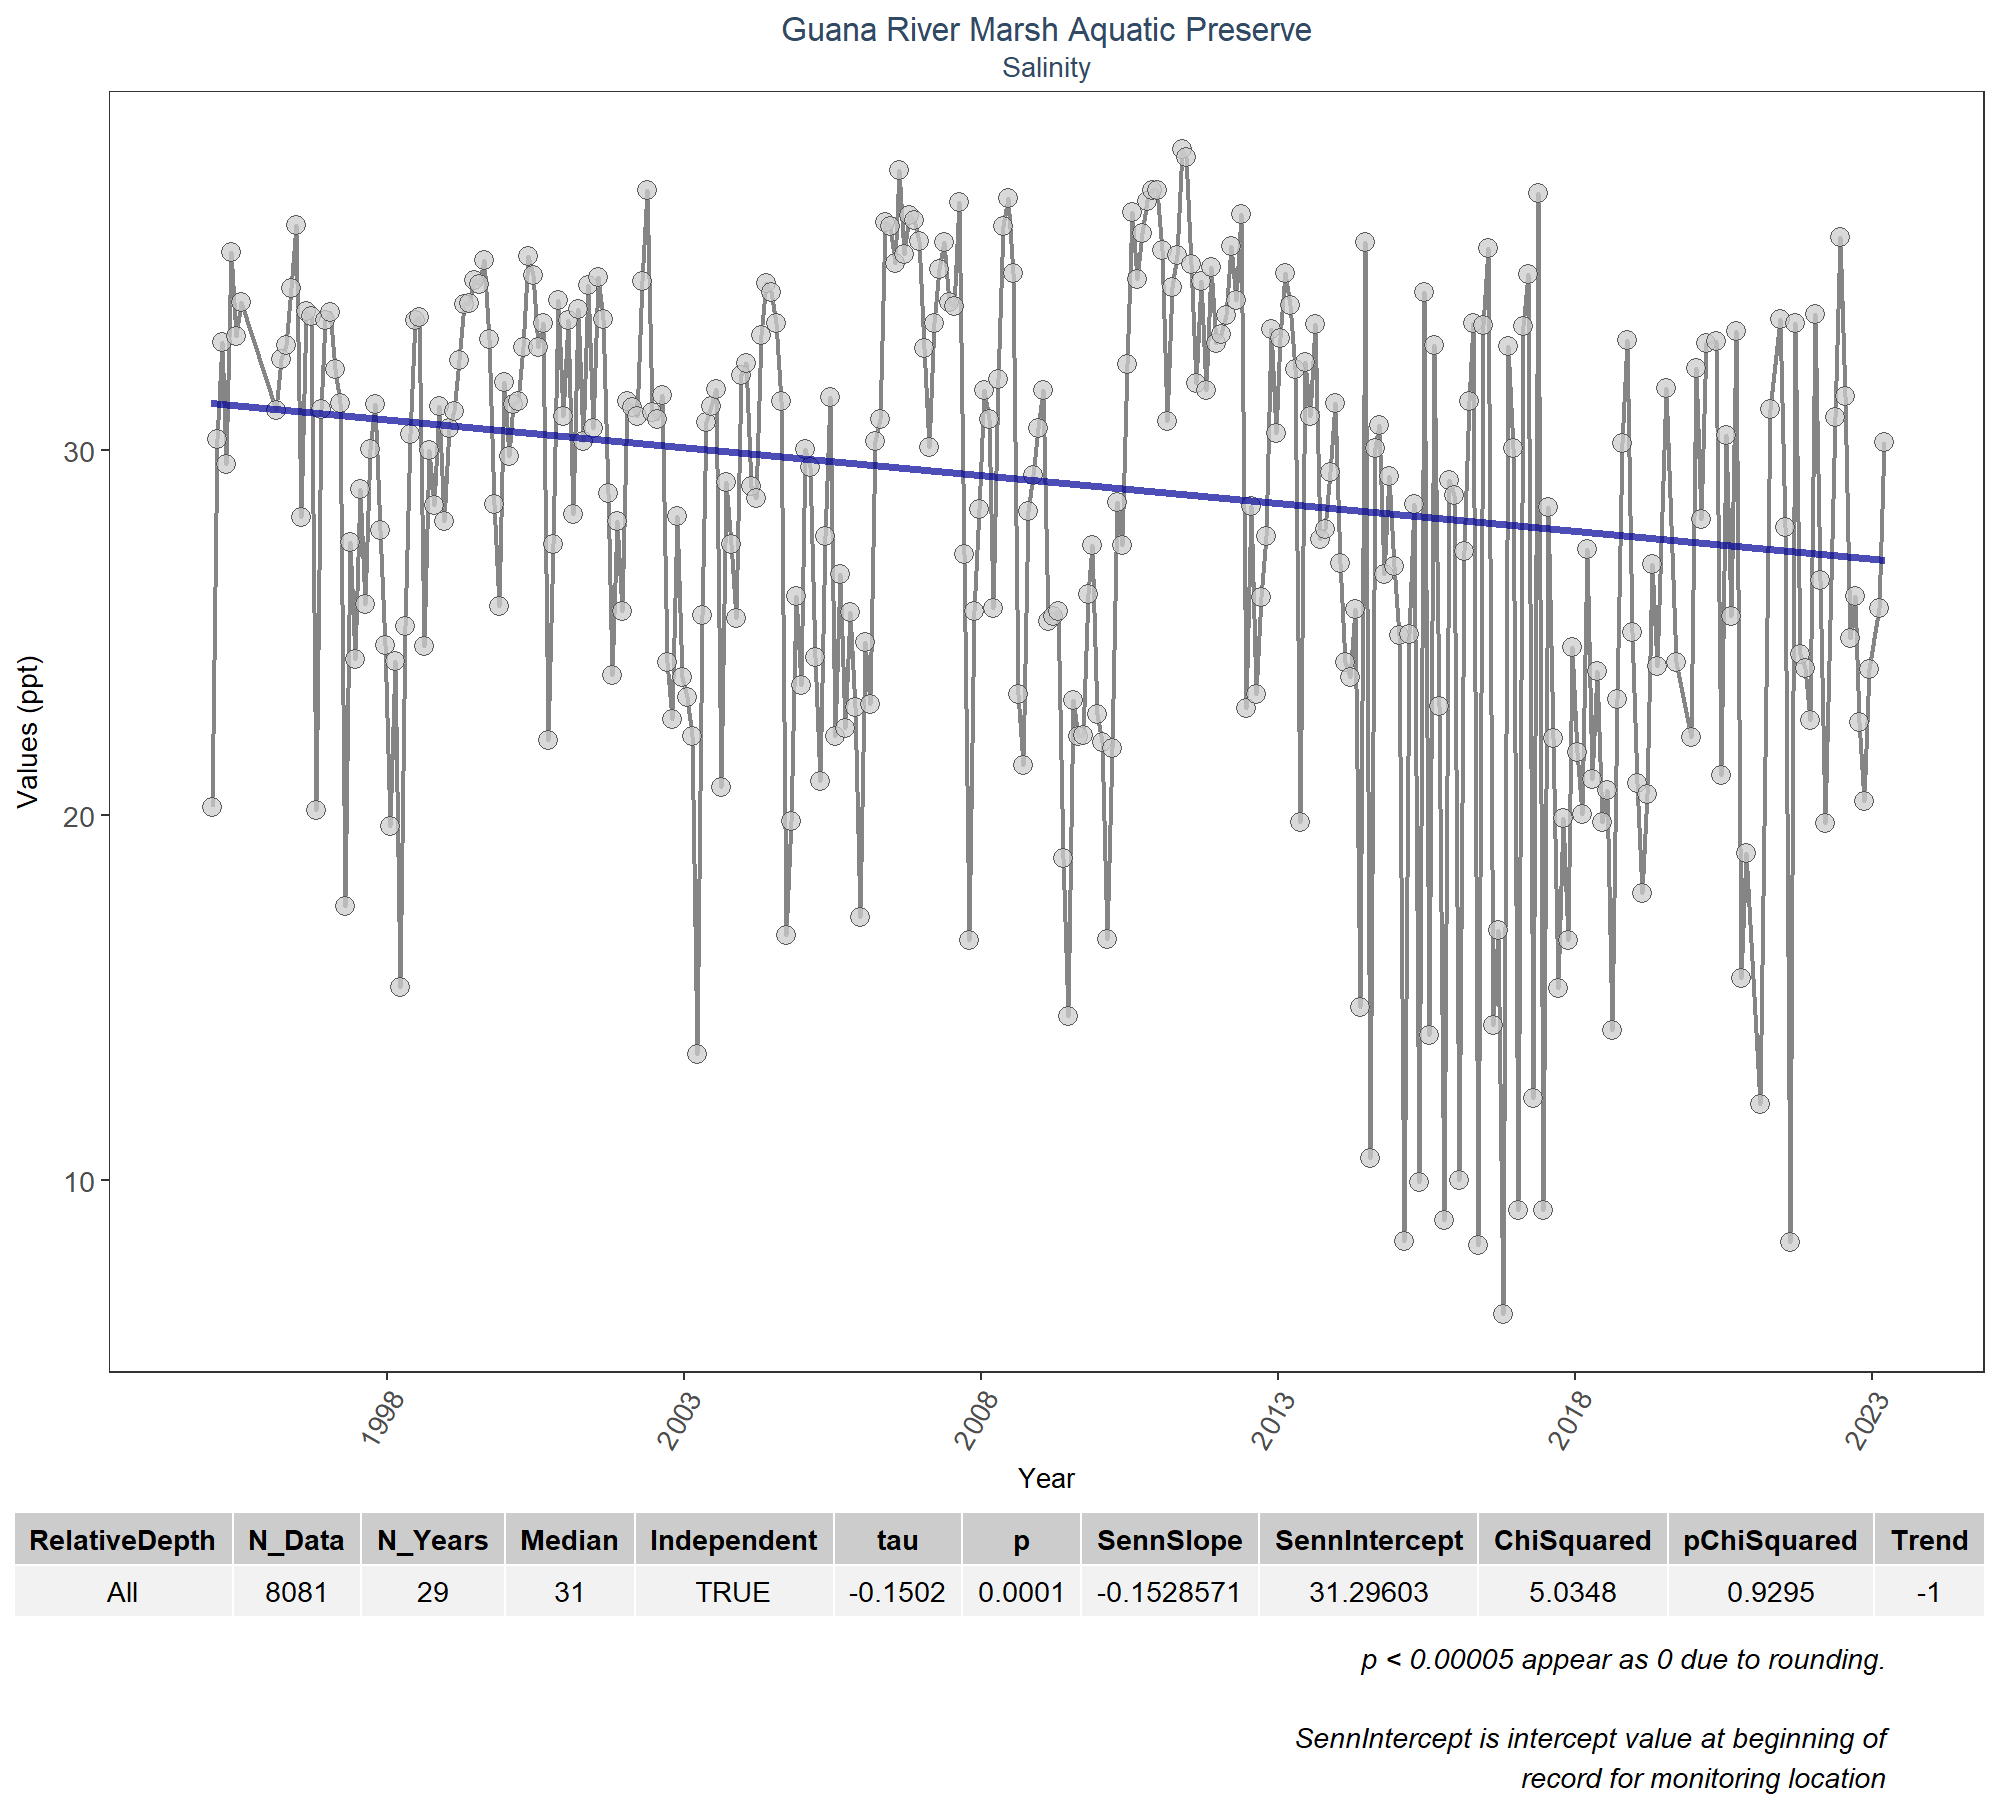 Guana River Marsh Aquatic Preserve
Salinity
Values (ppt)
30
20
10
1998 2003 2008 2013 2018 2023
Year
RelativeDepth N_Data N_Years Median Independent tau p SennSlope SennIntercept ChiSquared pChiSquared Trend
All 8081 29 31 TRUE -0.1502 0.0001 -0.1528571 31.29603 5.0348 0.9295 -1
p < 0.00005 appear as 0 due to rounding.
SennIntercept is intercept value at beginning of
record for monitoring location